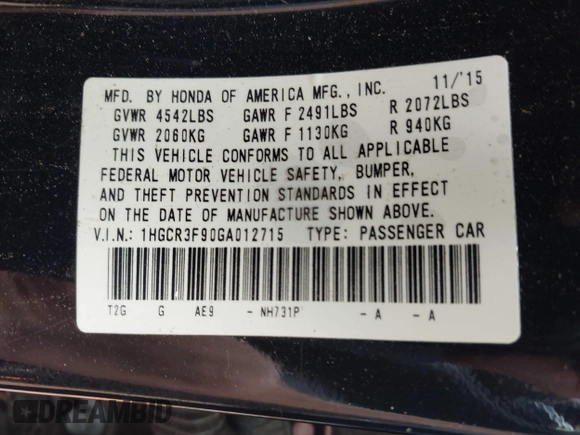 MFD. BY HONDA OF AMERICA MFG., INC. 11/'15
GVWR 4542LBS GAWR F 2491LBS R 2072LBS
GVWR 2060KG GAWR F 1130KG R 940KG
THIS VEHICLE CONFORMS TO ALL APPLICABLE
FEDERAL MOTOR VEHICLE SAFETY, BUMPER,
AND THEFT PREVENTION STANDARDS IN EFFECT
ON THE DATE OF MANUFACTURE SHOWN ABOVE.
V.I.N.: 1HGCR3F90GA012715 TYPE: PASSENGER CAR
T2G G AE9 - NH731P - A - A
DREAMBID